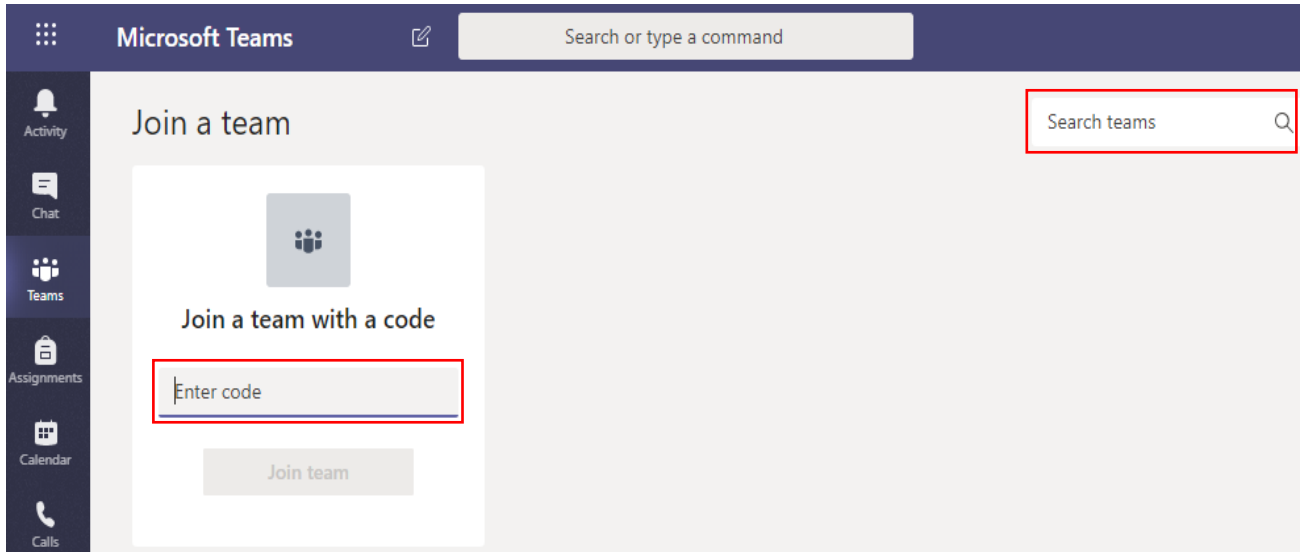 Microsoft Teams
Search or type a command
Activity
Chat
Teams
Assignments
Calendar
Calls
Join a team
Search teams
Join a team with a code
Enter code
Join team